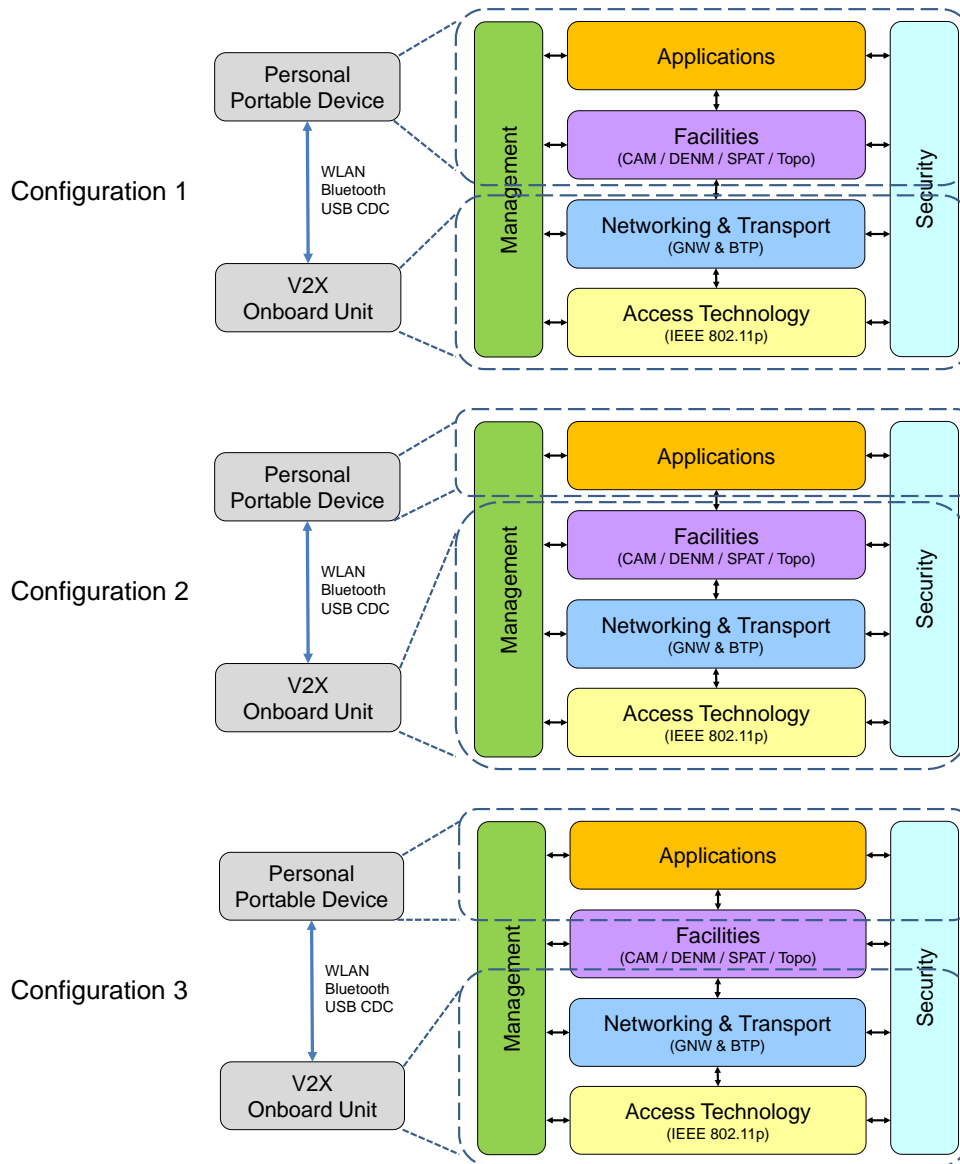 Configuration 1
Personal
Portable Device
WLAN
Bluetooth
USB CDC
V2X
Onboard Unit
Management
Applications
Facilities
(CAM / DENM / SPAT / Topo)
Networking & Transport
(GNW & BTP)
Access Technology
(IEEE 802.11p)
Security
Configuration 2
Personal
Portable Device
WLAN
Bluetooth
USB CDC
V2X
Onboard Unit
Management
Applications
Facilities
(CAM / DENM / SPAT / Topo)
Networking & Transport
(GNW & BTP)
Access Technology
(IEEE 802.11p)
Security
Configuration 3
Personal
Portable Device
WLAN
Bluetooth
USB CDC
V2X
Onboard Unit
Management
Applications
Facilities
(CAM / DENM / SPAT / Topo)
Networking & Transport
(GNW & BTP)
Access Technology
(IEEE 802.11p)
Security